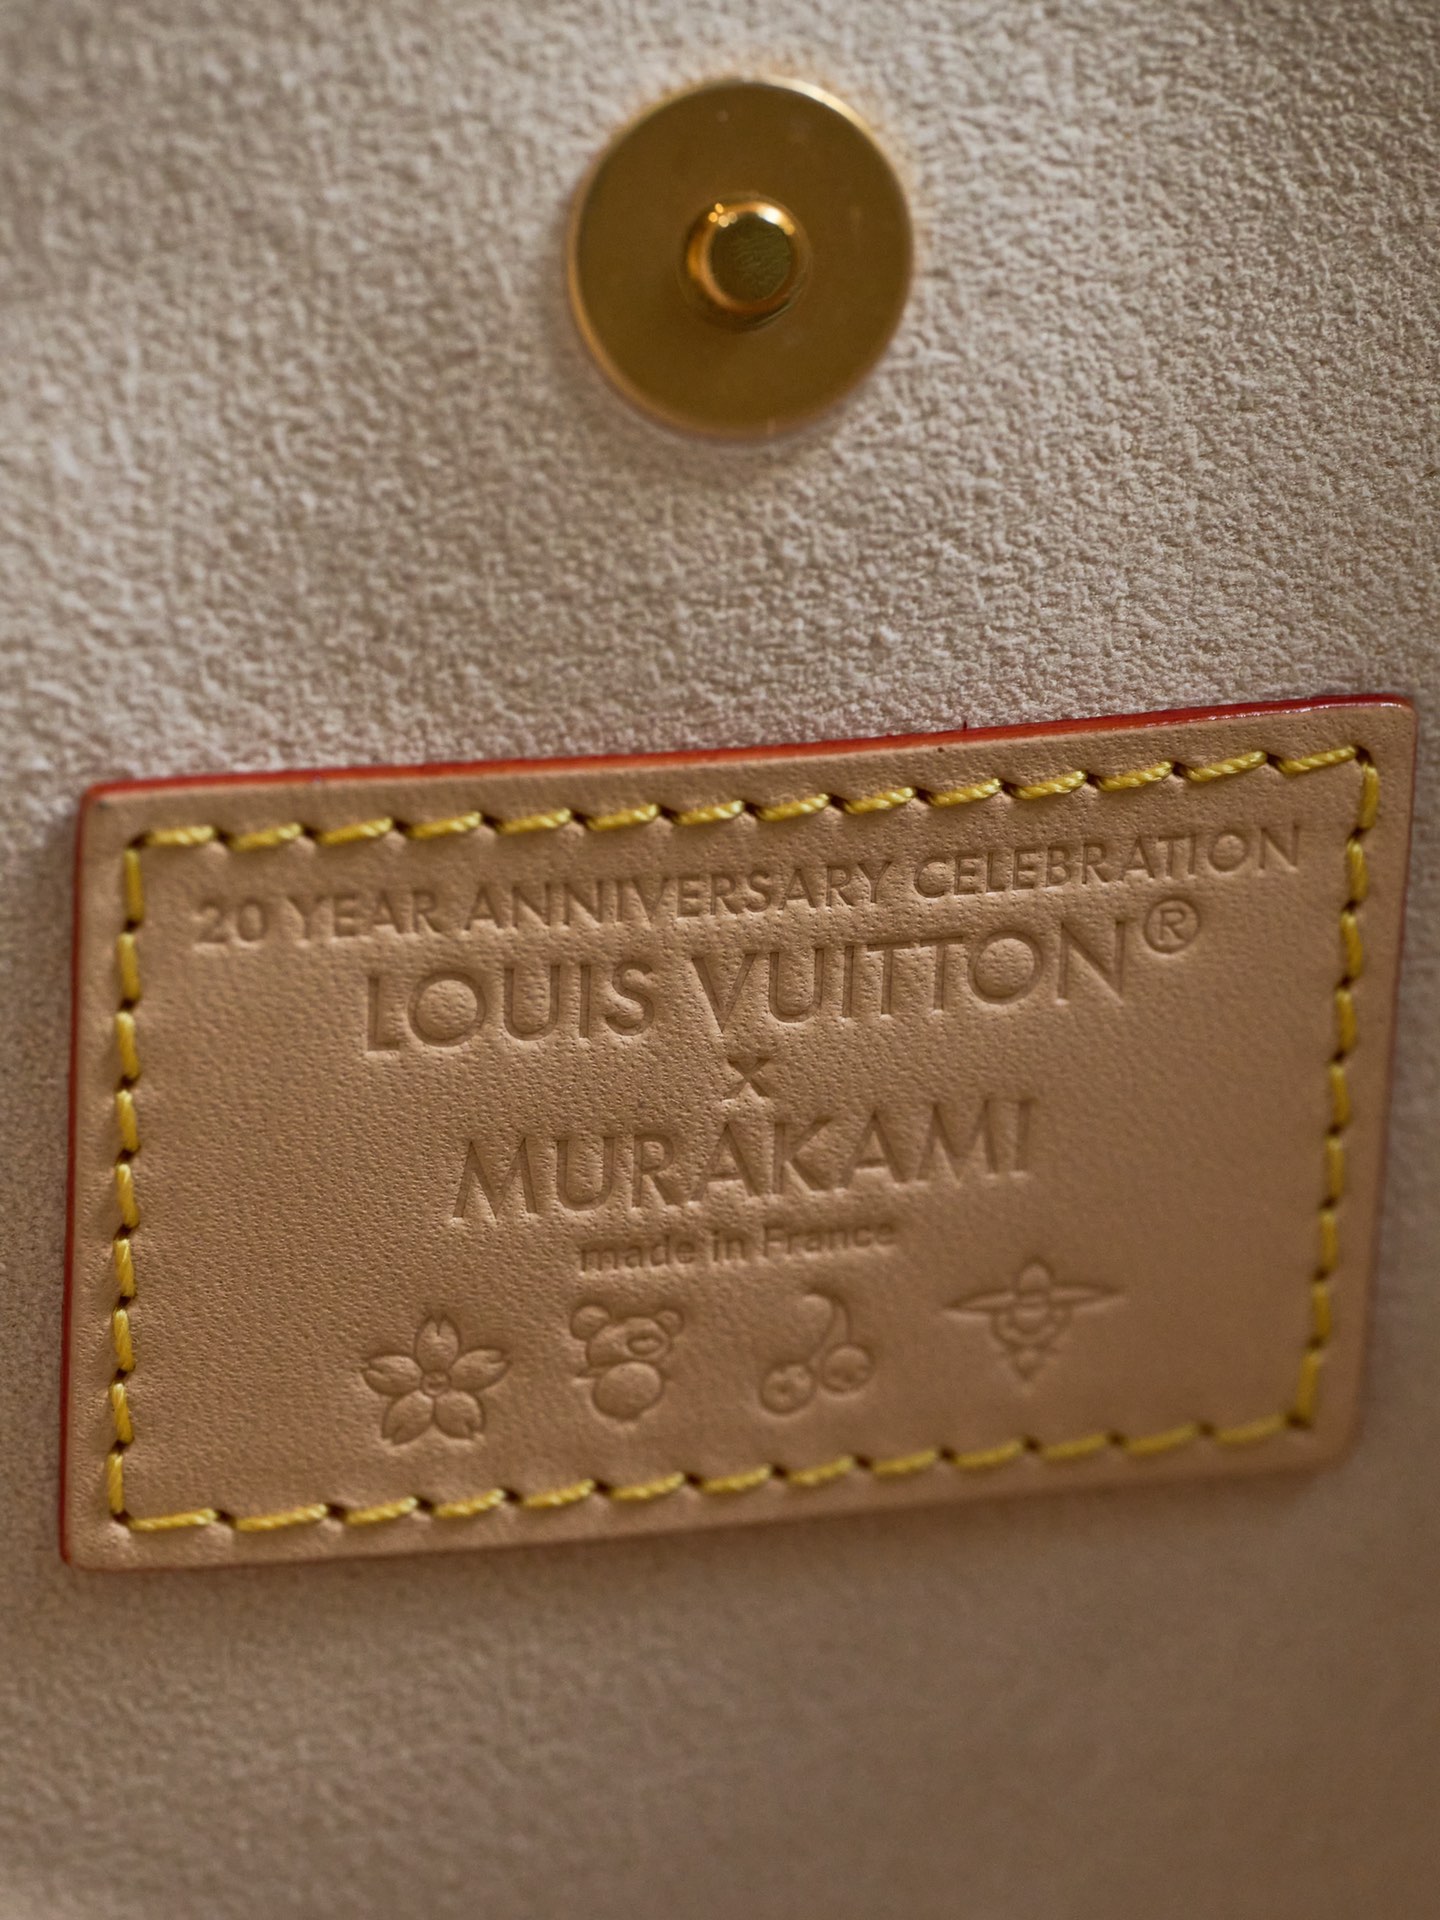 20 YEAR ANNIVERSARY CELEBRATION
LOUIS VUITTON®
x
MURAKAMI
made in France